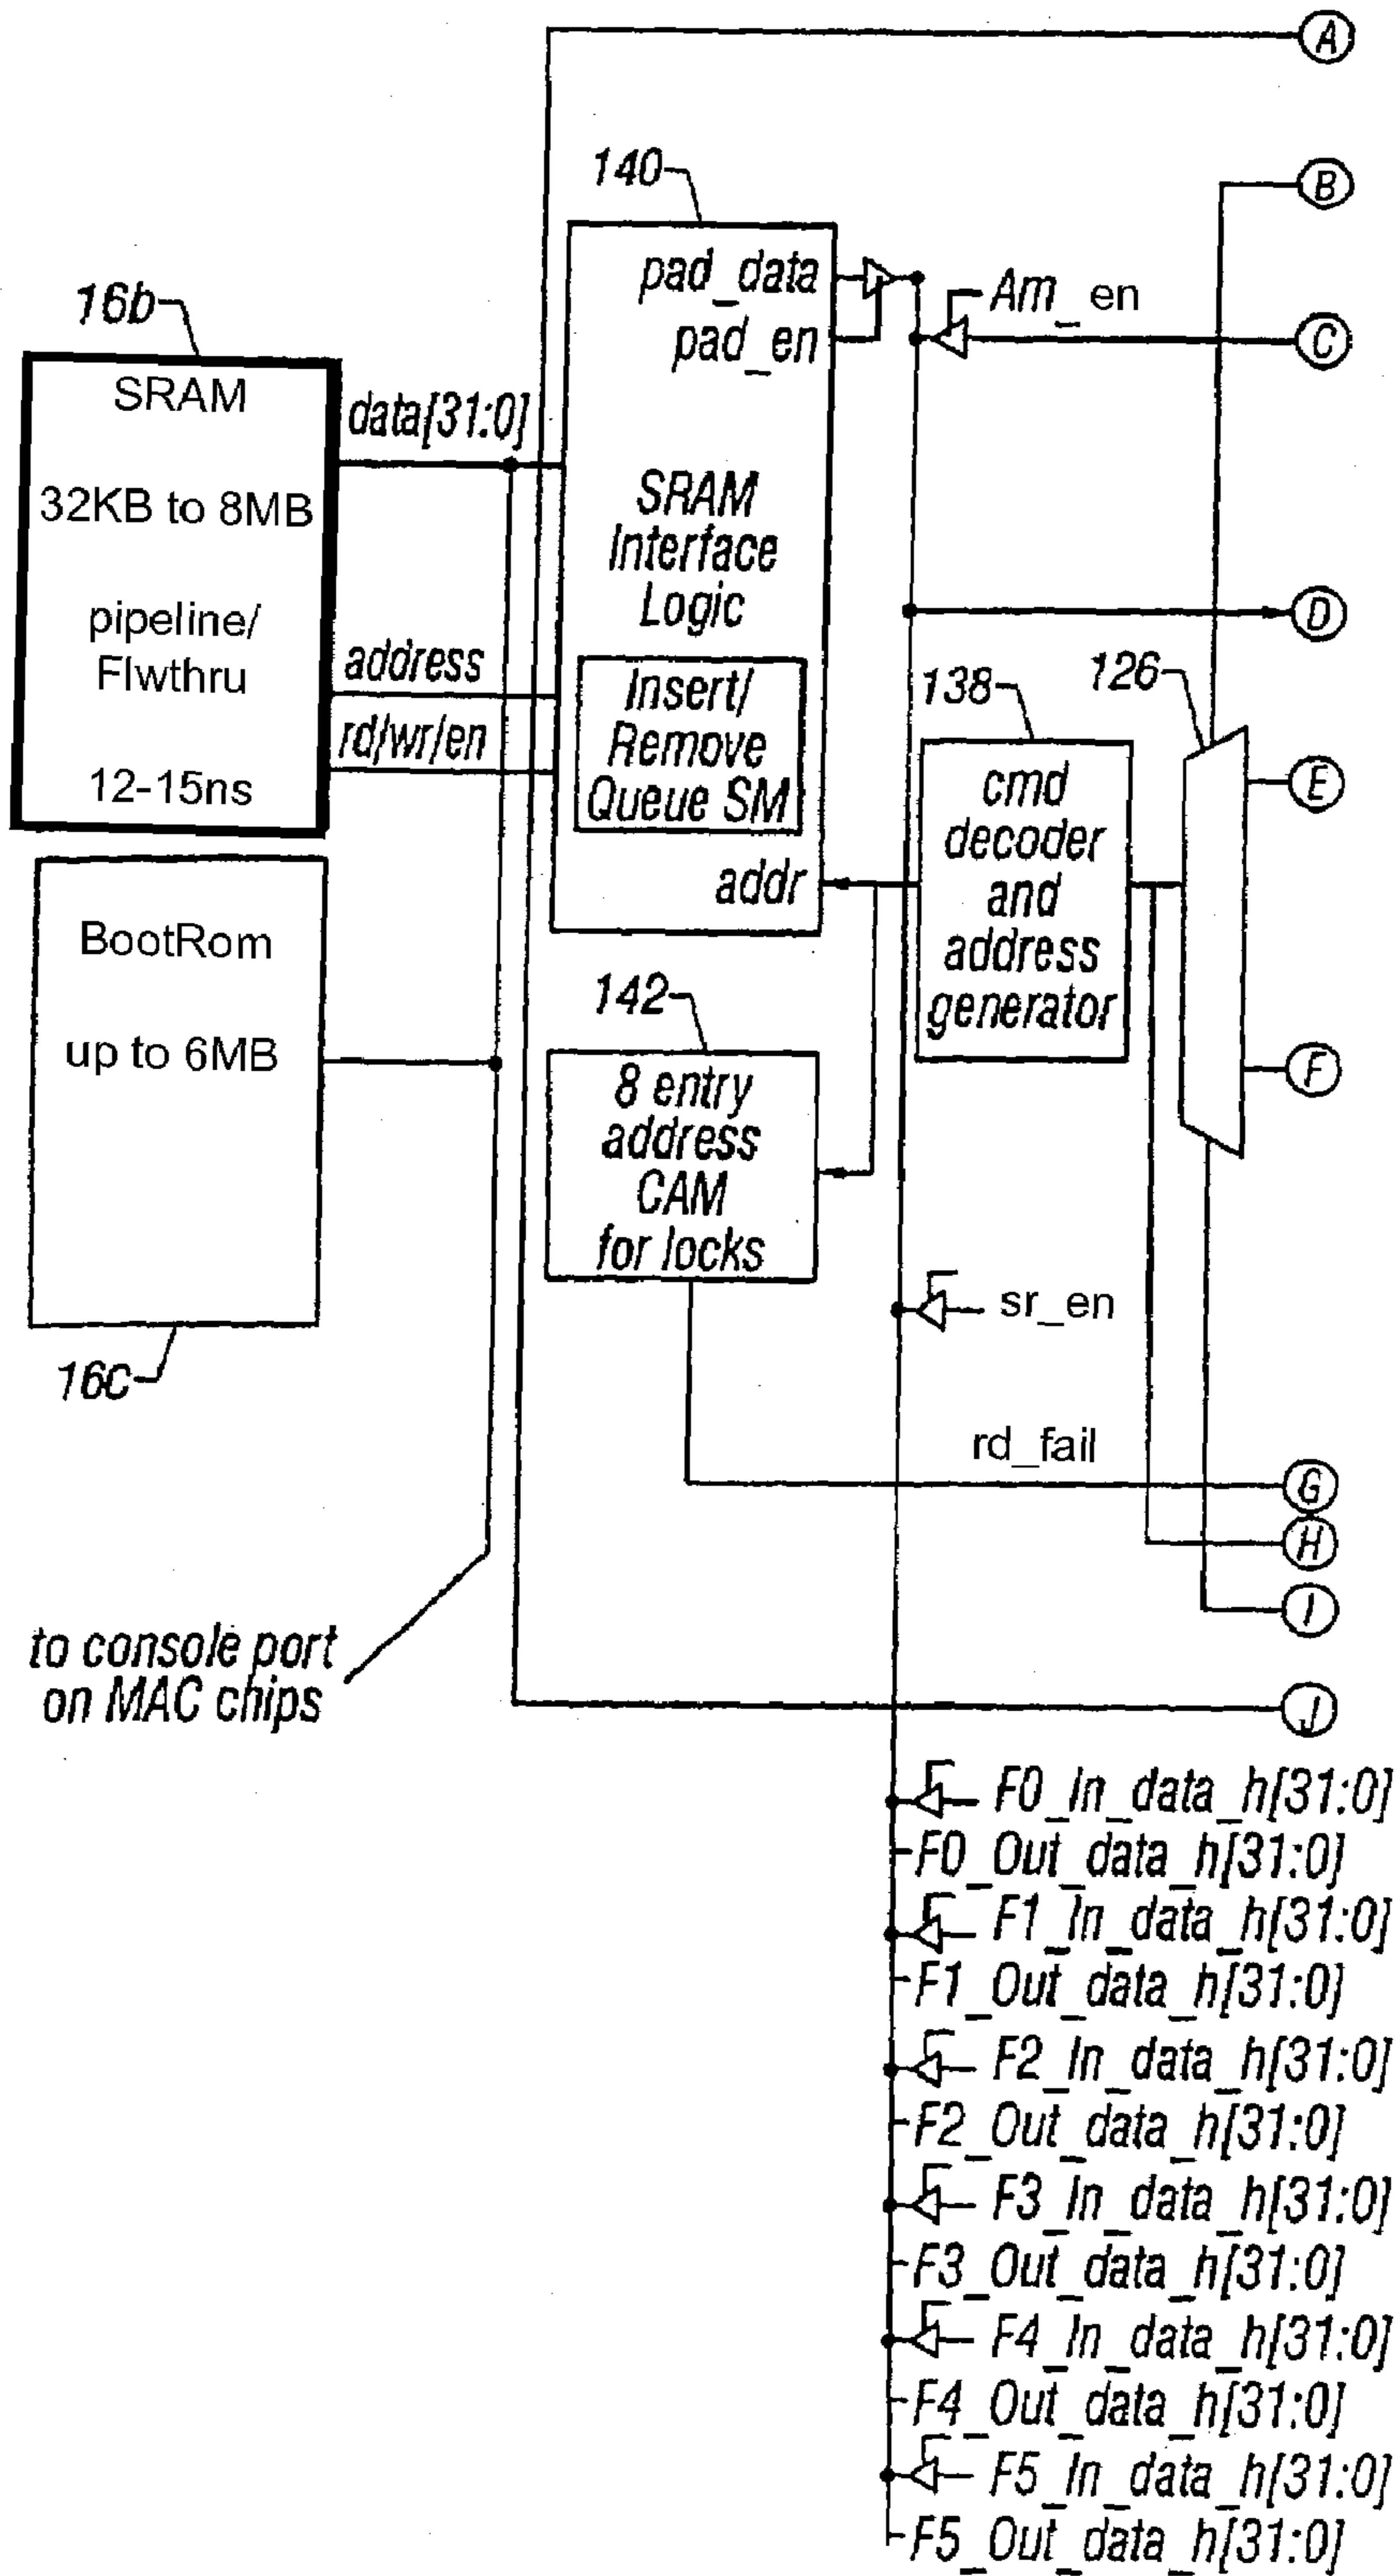 A
B
140
pad_data
pad_en
Am_en
C
16b
SRAM
32KB to 8MB
pipeline/
Flwthru
12-15ns
data[31:0]
address
rd/wr/en
SRAM
Interface
Logic
Insert/
Remove
Queue SM
addr
D
138
126
cmd
decoder
and
address
generator
E
F
BootRom
up to 6MB
16c
142
8 entry
address
CAM
for locks
sr_en
rd_fail
G
H
I
to console port
on MAC chips
J
F0_In_data_h[31:0]
F0_Out_data_h[31:0]
F1_In_data_h[31:0]
F1_Out_data_h[31:0]
F2_In_data_h[31:0]
F2_Out_data_h[31:0]
F3_In_data_h[31:0]
F3_Out_data_h[31:0]
F4_In_data_h[31:0]
F4_Out_data_h[31:0]
F5_In_data_h[31:0]
F5_Out_data_h[31:0]